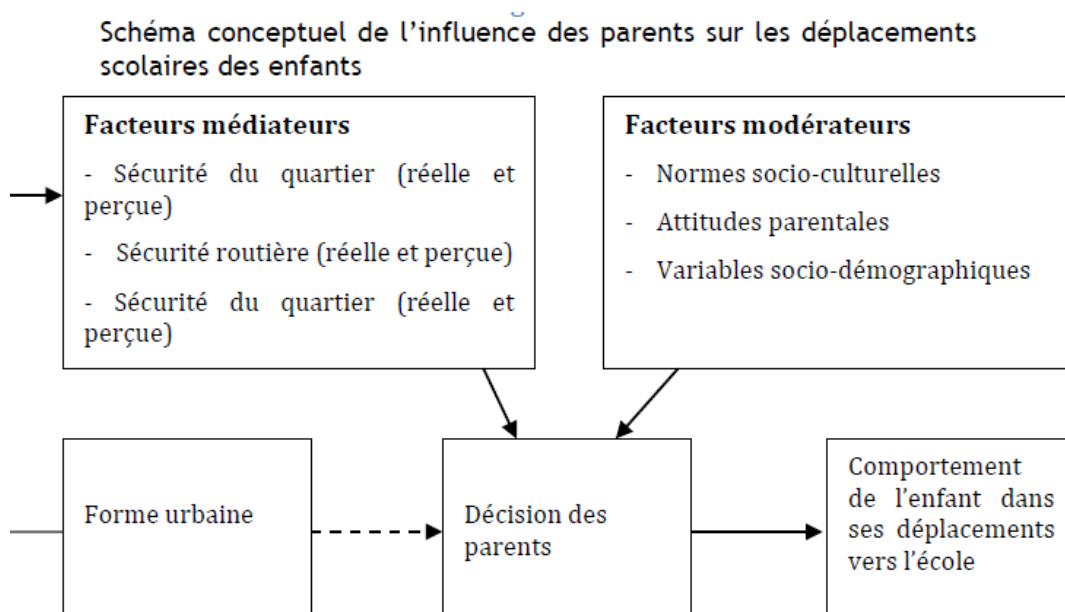 Schéma conceptuel de l’influence des parents sur les déplacements
scolaires des enfants
Facteurs médiateurs
- Sécurité du quartier (réelle et
perçue)
- Sécurité routière (réelle et perçue)
- Sécurité du quartier (réelle et
perçue)
Facteurs modérateurs
- Normes socio-culturelles
- Attitudes parentales
- Variables socio-démographiques
Forme urbaine
Décision des
parents
Comportement
de l’enfant dans
ses déplacements
vers l’école